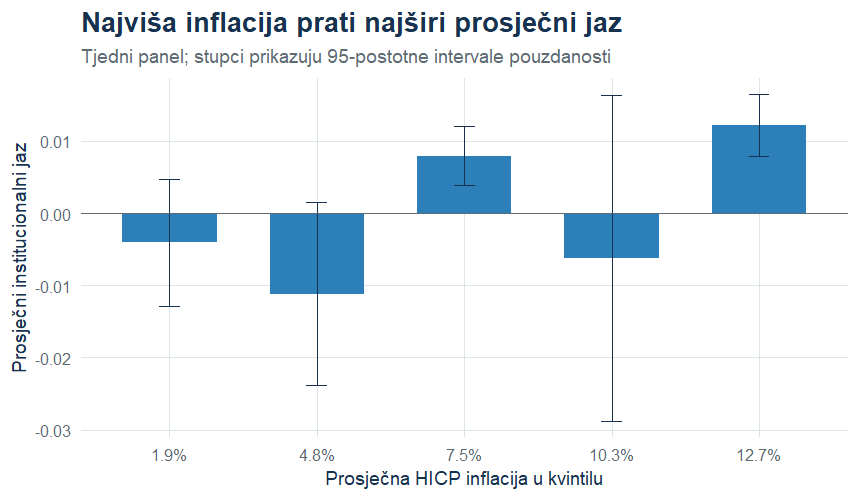 Najviša inflacija prati najširi prosječni jaz
Tjedni panel; stupci prikazuju 95-postotne intervale pouzdanosti
Prosječni institucionalni jaz
0.01
0.00
-0.01
-0.02
-0.03
1.9% 4.8% 7.5% 10.3% 12.7%
Prosječna HICP inflacija u kvintilu